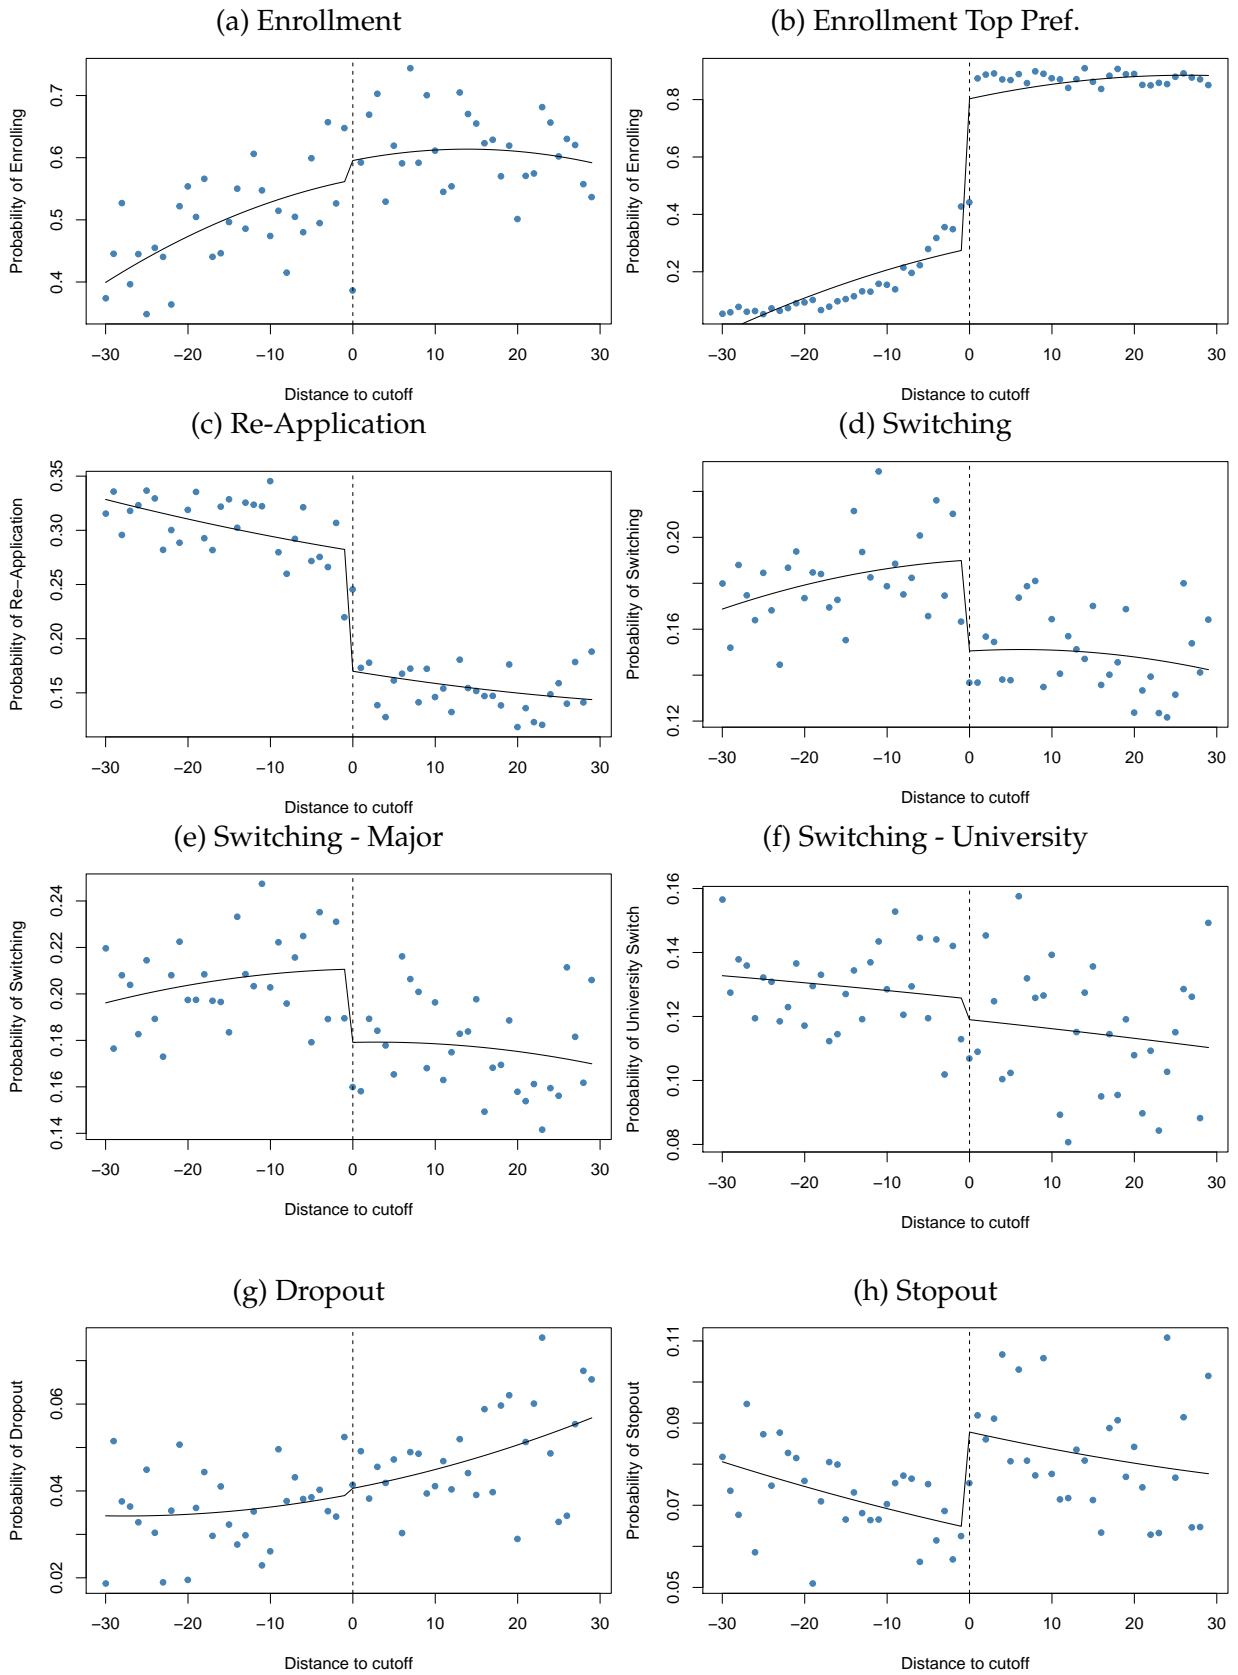 (a) Enrollment
Probability of Enrolling
0.4 0.5 0.6 0.7
−30 −20 −10 0 10 20 30
Distance to cutoff
(b) Enrollment Top Pref.
Probability of Enrolling
0.2 0.4 0.6 0.8
−30 −20 −10 0 10 20 30
Distance to cutoff
(c) Re-Application
Probability of Re−Application
0.15 0.20 0.25 0.30 0.35
−30 −20 −10 0 10 20 30
Distance to cutoff
(d) Switching
Probability of Switching
0.12 0.16 0.20
−30 −20 −10 0 10 20 30
Distance to cutoff
(e) Switching - Major
Probability of Switching
0.14 0.16 0.18 0.20 0.22 0.24
−30 −20 −10 0 10 20 30
Distance to cutoff
(f) Switching - University
Probability of University Switch
0.08 0.10 0.12 0.14 0.16
−30 −20 −10 0 10 20 30
Distance to cutoff
(g) Dropout
Probability of Dropout
0.02 0.04 0.06
−30 −20 −10 0 10 20 30
Distance to cutoff
(h) Stopout
Probability of Stopout
0.05 0.07 0.09 0.11
−30 −20 −10 0 10 20 30
Distance to cutoff